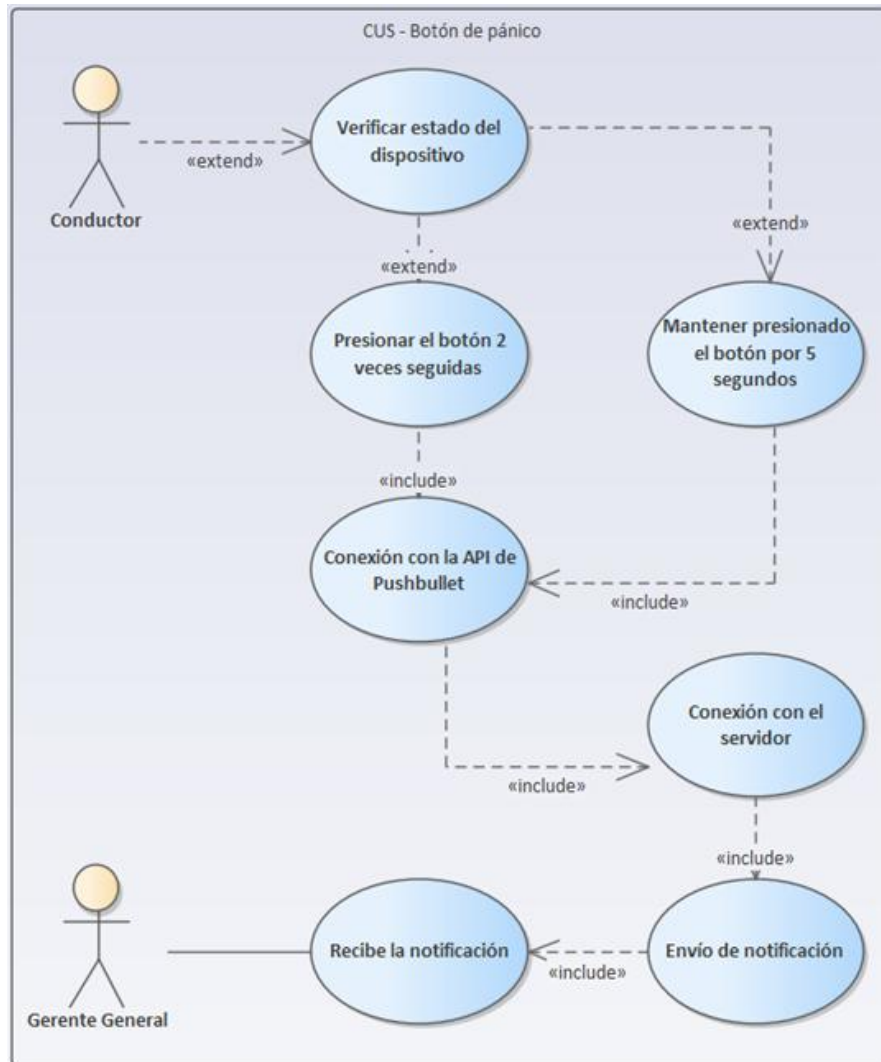 CUS - Botón de pánico
Verificar estado del
dispositivo
«extend»
Conductor
«extend»
«extend»
Presionar el botón 2
veces seguidas
Mantener presionado
el botón por 5
segundos
«include»
Conexión con la API de
Pushbullet
«include»
Conexión con el
servidor
«include»
«include»
Recibe la notificación
Envío de notificación
«include»
Gerente General